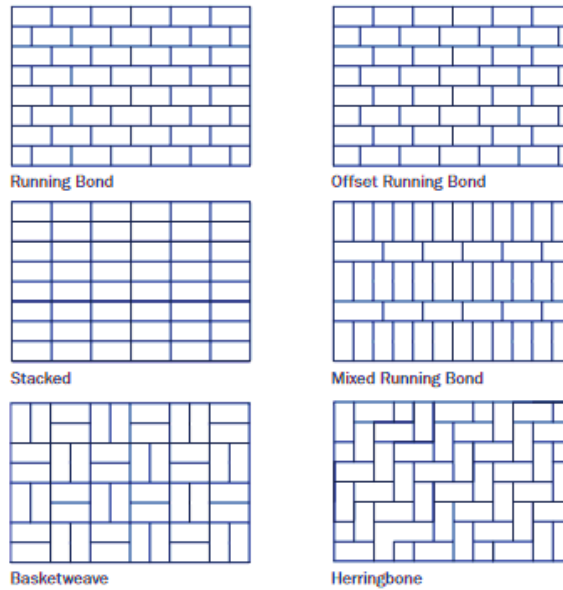 Running Bond
Offset Running Bond
Stacked
Mixed Running Bond
Basketweave
Herringbone